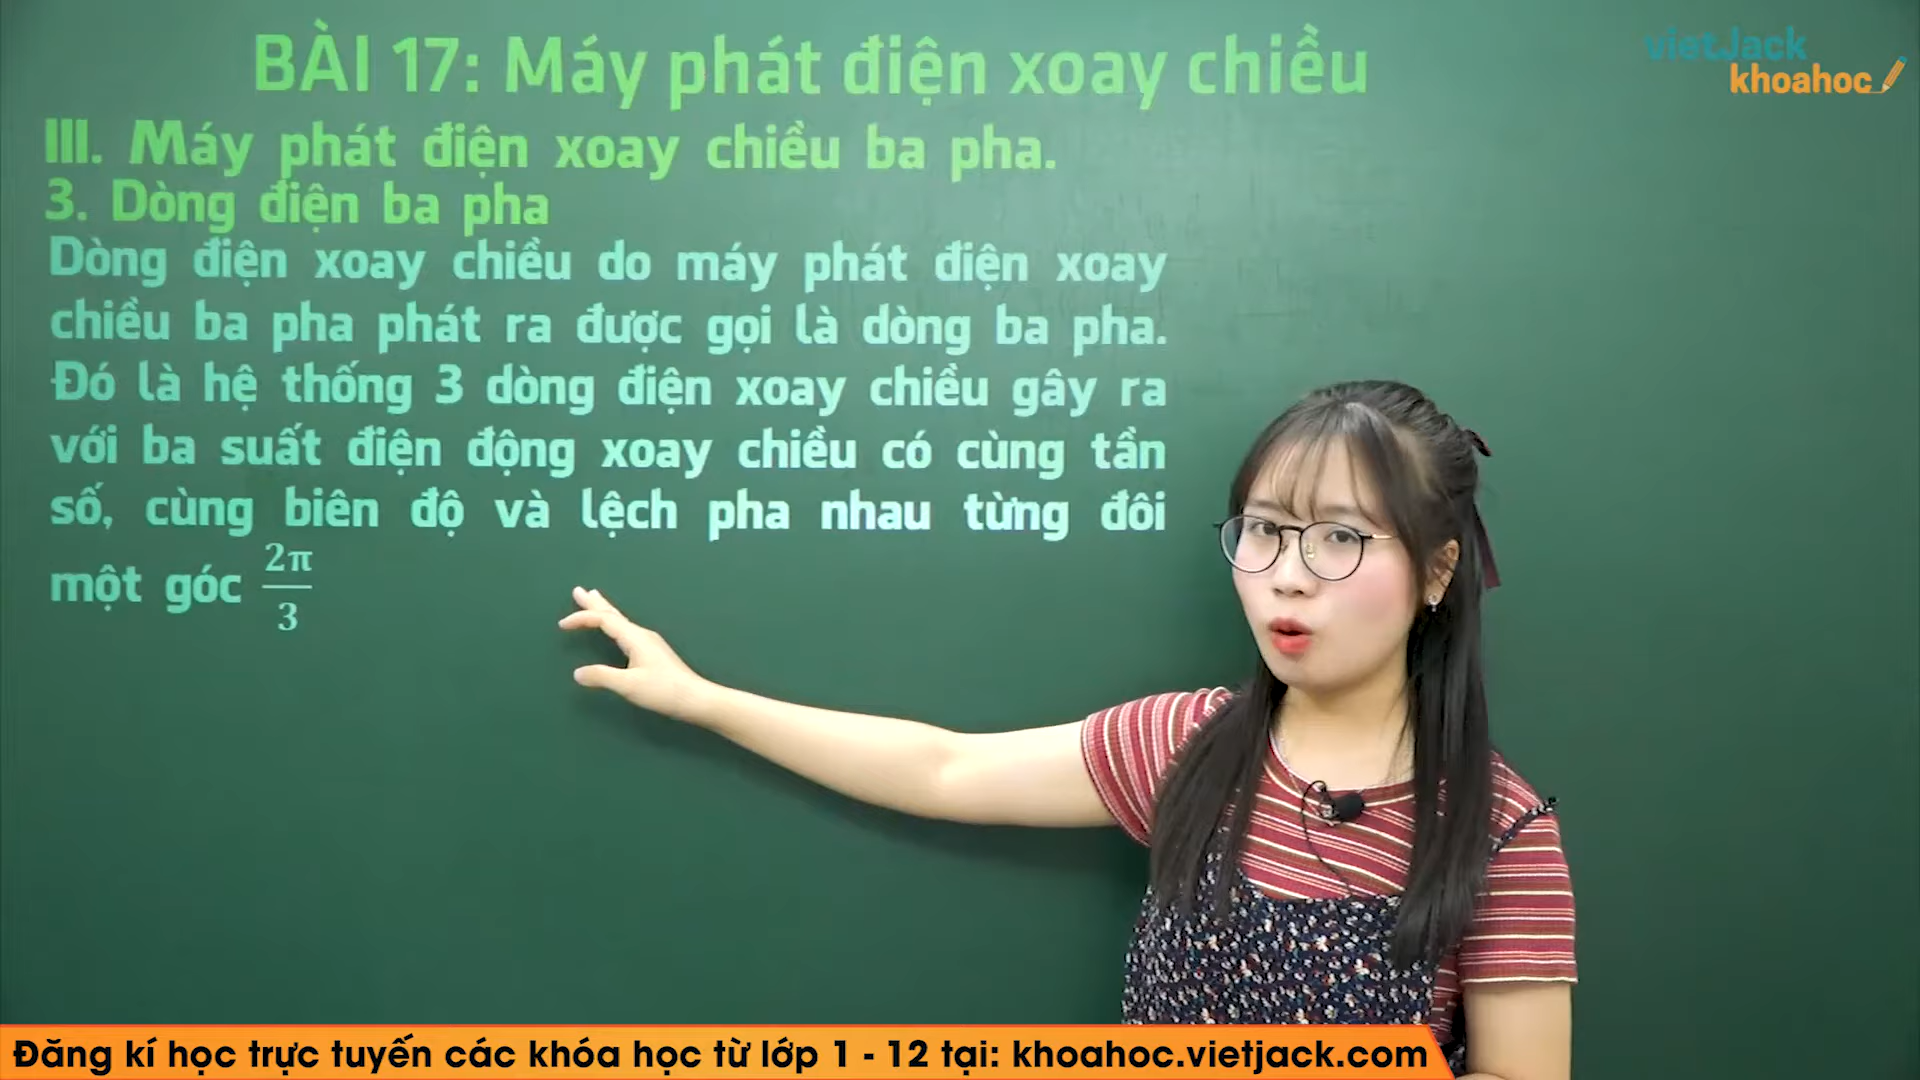 BÀI 17: Máy phát điện xoay chiều
vietJack
khoahoc
III. Máy phát điện xoay chiều ba pha.
3. Dòng điện ba pha
Dòng điện xoay chiều do máy phát điện xoay
chiều ba pha phát ra được gọi là dòng ba pha.
Đó là hệ thống 3 dòng điện xoay chiều gây ra
với ba suất điện động xoay chiều có cùng tần
số, cùng biên độ và lệch pha nhau từng đôi
một góc 2π/3
Đăng kí học trực tuyến các khóa học từ lớp 1 - 12 tại: khoahoc.vietjack.com